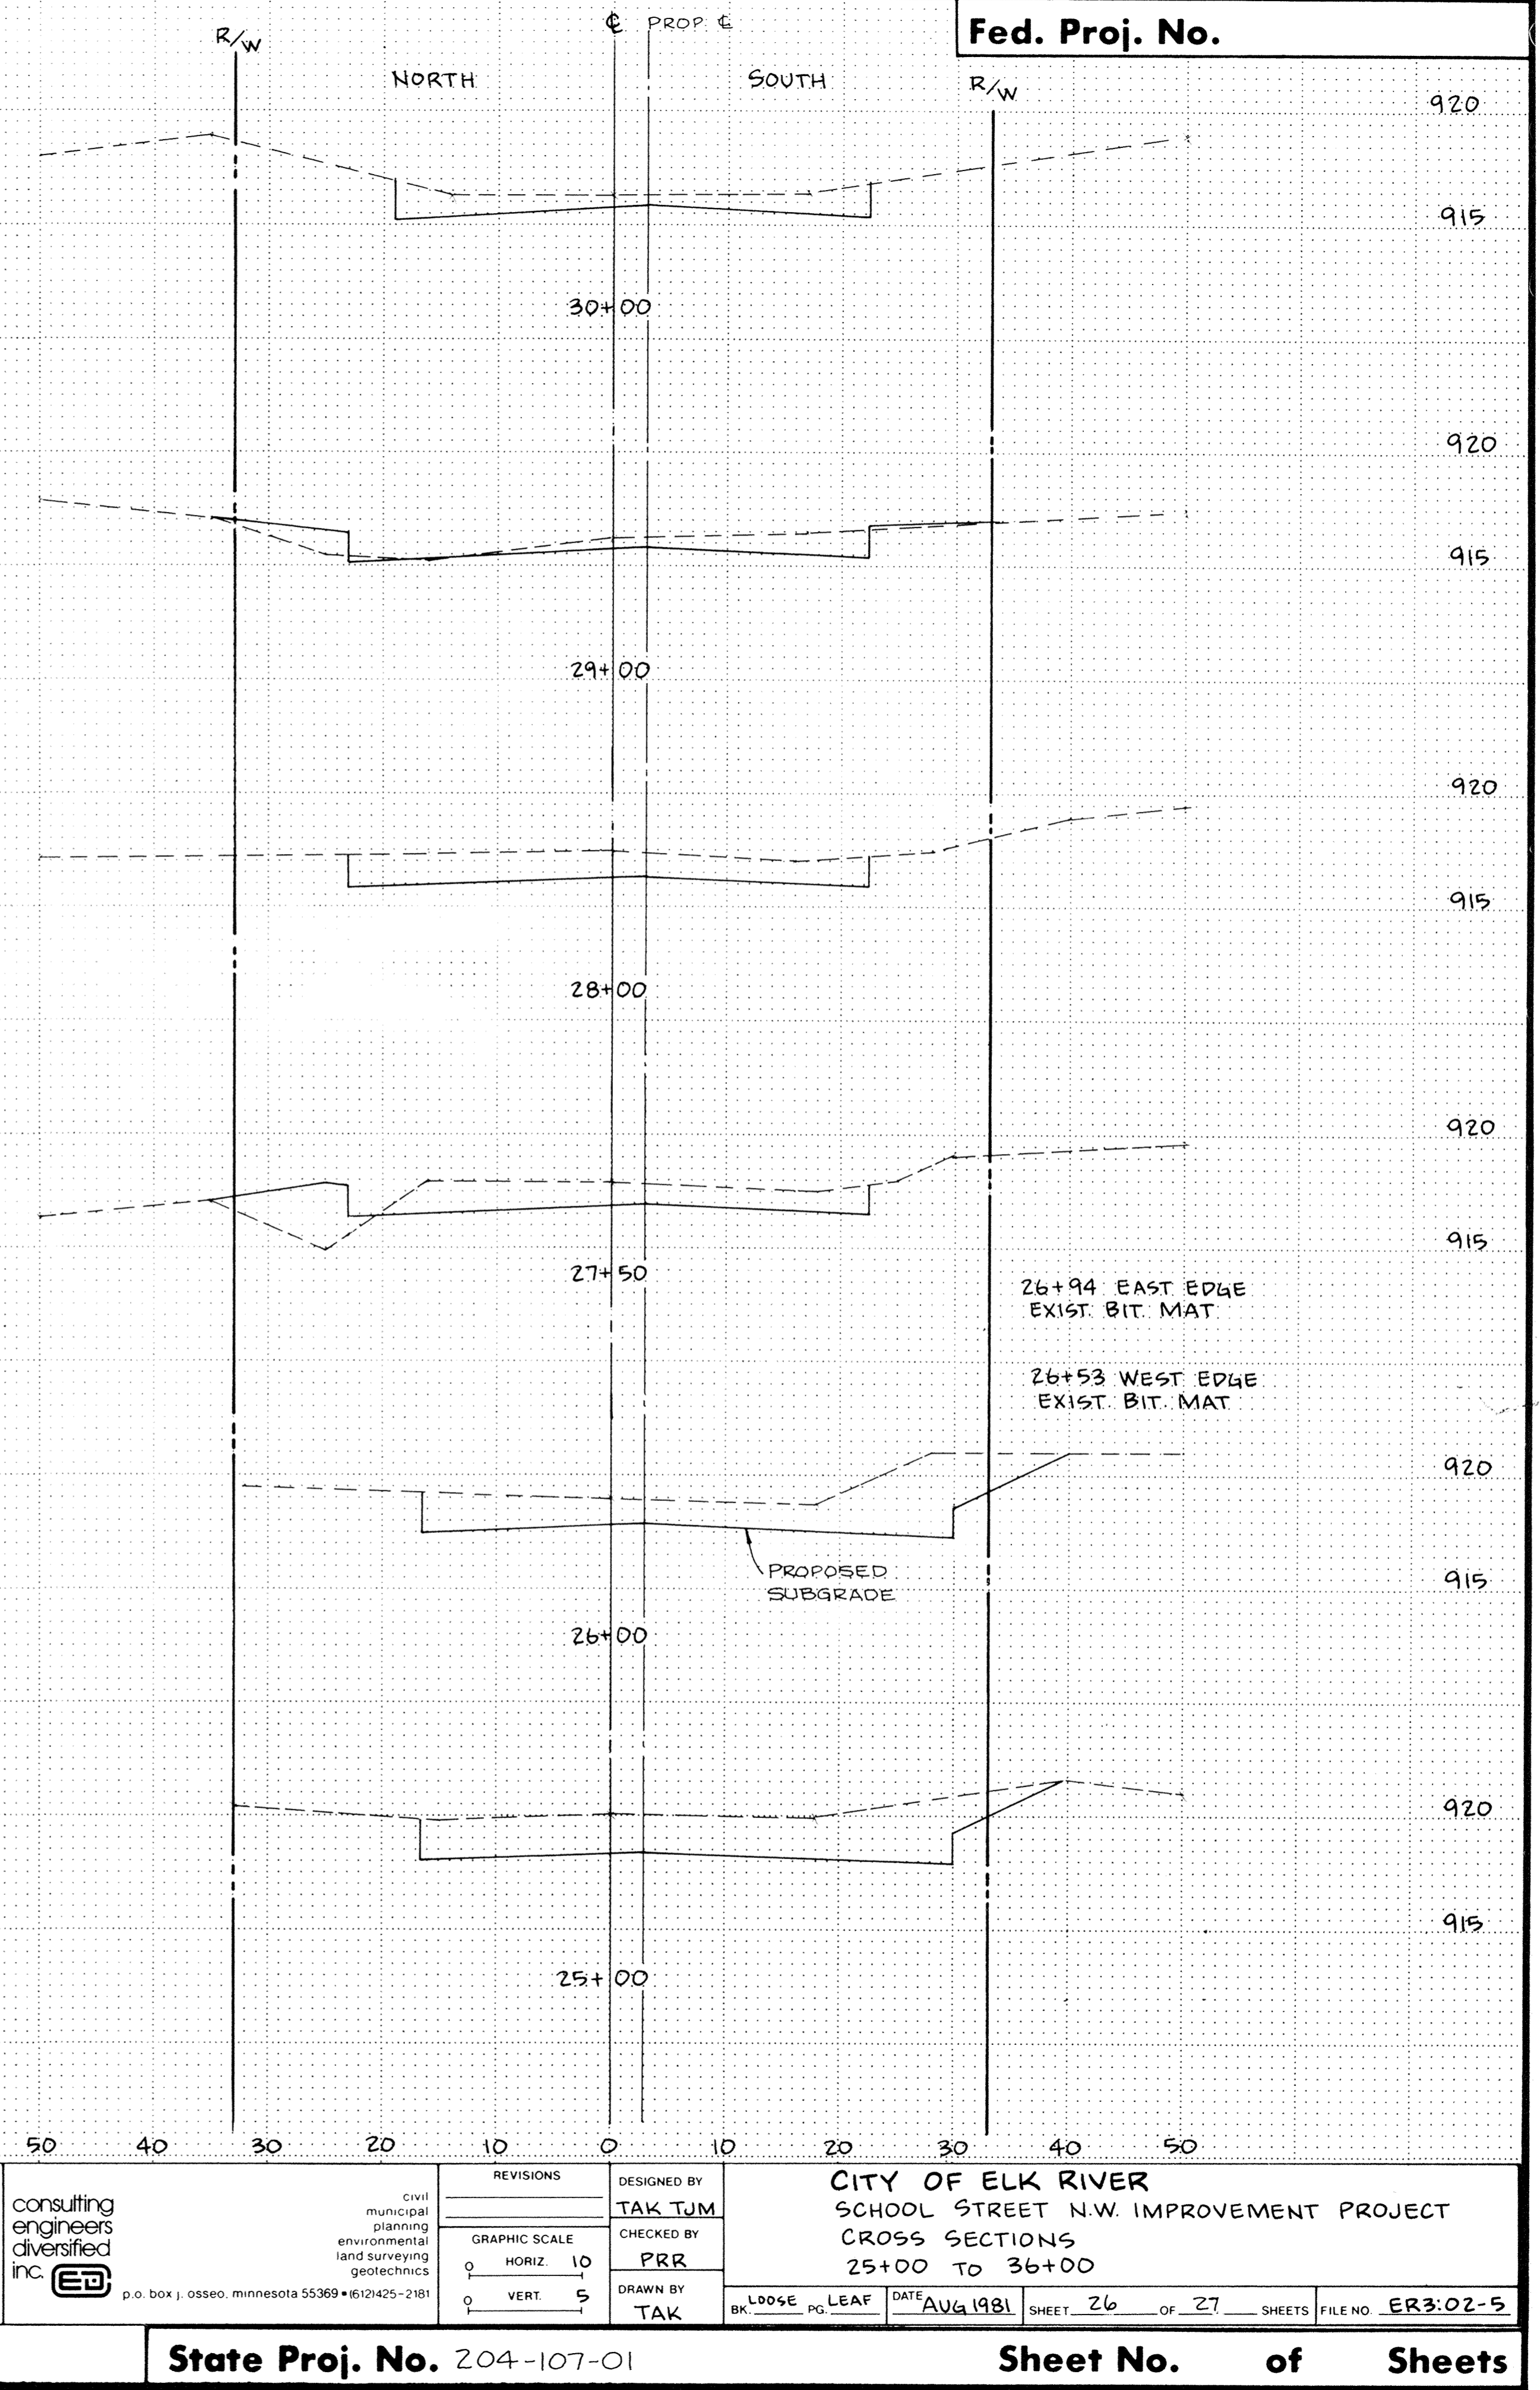 Fed. Proj. No.
R/W
℄ PROP. ℄
NORTH
SOUTH
R/W
920
915
30+00
920
915
29+00
920
915
28+00
920
915
27+50
26+94 EAST EDGE
EXIST. BIT. MAT
26+53 WEST EDGE
EXIST. BIT. MAT
920
PROPOSED
SUBGRADE
915
26+00
920
915
25+00
50 40 30 20 10 0 10 20 30 40 50
consulting
engineers
diversified
inc. ED
civil
municipal
planning
environmental
land surveying
geotechnics
p.o. box j. osseo. minnesota 55369 • (612)425-2181
REVISIONS
GRAPHIC SCALE
0 HORIZ. 10
0 VERT. 5
DESIGNED BY
TAK TJM
CHECKED BY
PRR
DRAWN BY
TAK
CITY OF ELK RIVER
SCHOOL STREET N.W. IMPROVEMENT PROJECT
CROSS SECTIONS
25+00 TO 36+00
BK. LOOSE PG. LEAF
DATE AUG 1981
SHEET 26 OF 27 SHEETS
FILE NO. ER3:02-5
State Proj. No. 204-107-01
Sheet No. of Sheets